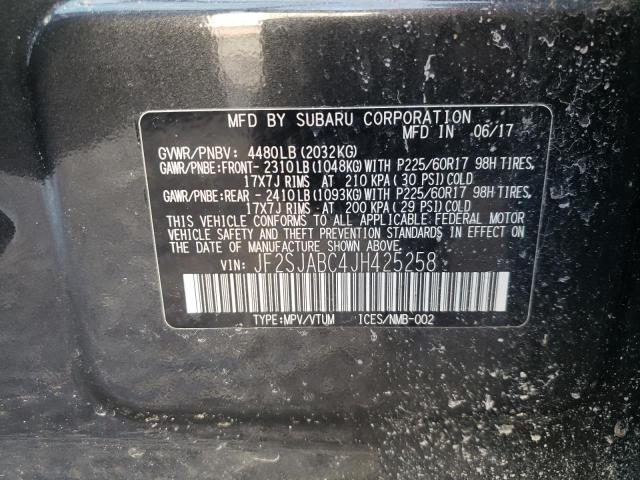 MFD BY SUBARU CORPORATION
MFD IN 06/17
GVWR/PNBV: 4480LB(2032KG)
GAWR/PNBE:FRONT-2310LB(1048KG)WITH P225/60R17 98H TIRES,
17X7J RIMS AT 210 KPA(30 PSI)COLD
GAWR/PNBE:REAR -2410LB(1093KG)WITH P225/60R17 98H TIRES,
17X7J RIMS AT 200 KPA(29 PSI)COLD
THIS VEHICLE CONFORMS TO ALL APPLICABLE FEDERAL MOTOR
VEHICLE SAFETY AND THEFT PREVENTION STANDARDS IN EFFECT
ON THE DATE OF MANUFACTURE SHOWN ABOVE.
VIN: JF2SJABC4JH425258
TYPE:MPV/VTUM ICES/NMB-002